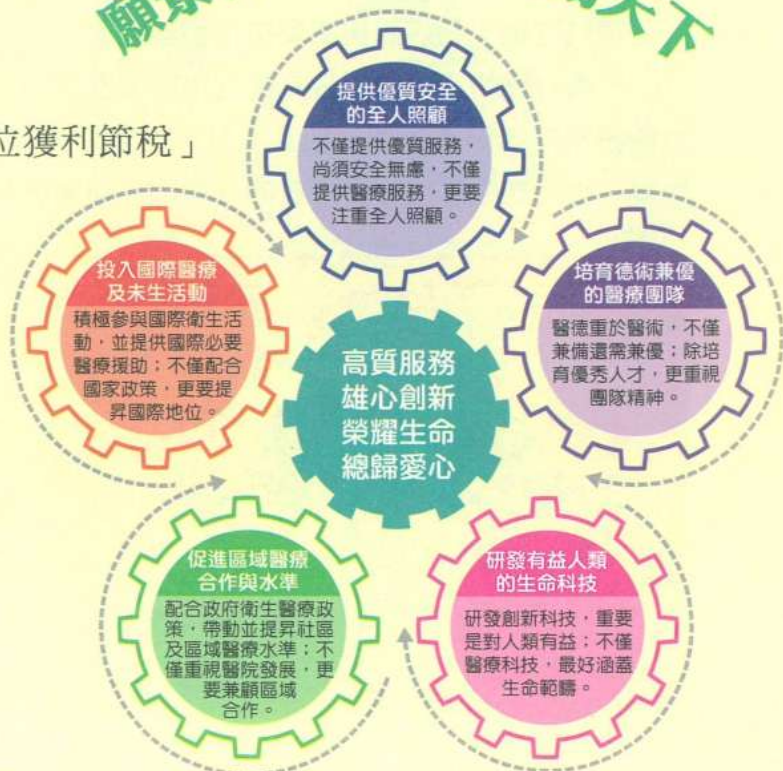 願景
天下
位獲利節稅」
提供優質安全
的全人照顧
不僅提供優質服務，
尚須安全無慮，不僅
提供醫療服務，更要
注重全人照顧。
培育德術兼優
的醫療團隊
醫德重於醫術，不僅
兼備還需兼優；除培
育優秀人才，更重視
團隊精神。
研發有益人類
的生命科技
研發創新科技，重要
是對人類有益；不僅
醫療科技，最好涵蓋
生命範疇。
促進區域醫療
合作與水準
配合政府衛生醫療政
策，帶動並提昇社區
及區域醫療水準；不
僅重視醫院發展，更
要兼顧區域
合作。
投入國際醫療
及未生活動
積極參與國際衛生活
動，並提供國際必要
醫療援助；不僅配合
國家政策，更要提
昇國際地位。
高質服務
雄心創新
榮耀生命
總歸愛心